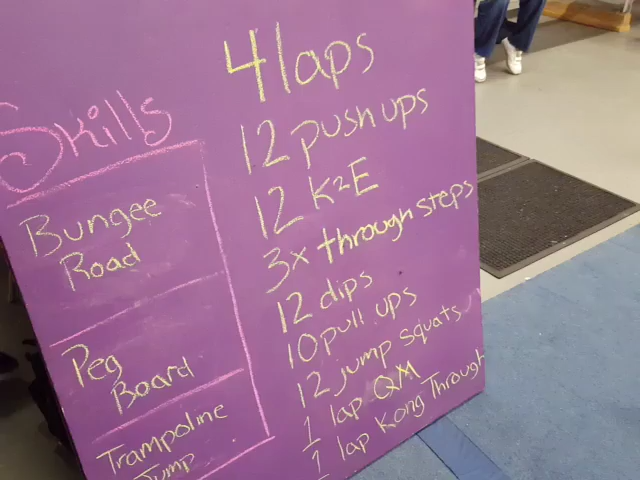 Skills
Bungee
Road
Peg
Board
Trampoline
Jump
4 laps
12 push ups
12 K2E
3x through steps
12 dips
10 pull ups
12 jump squats
1 lap QM
1 lap Kong Through